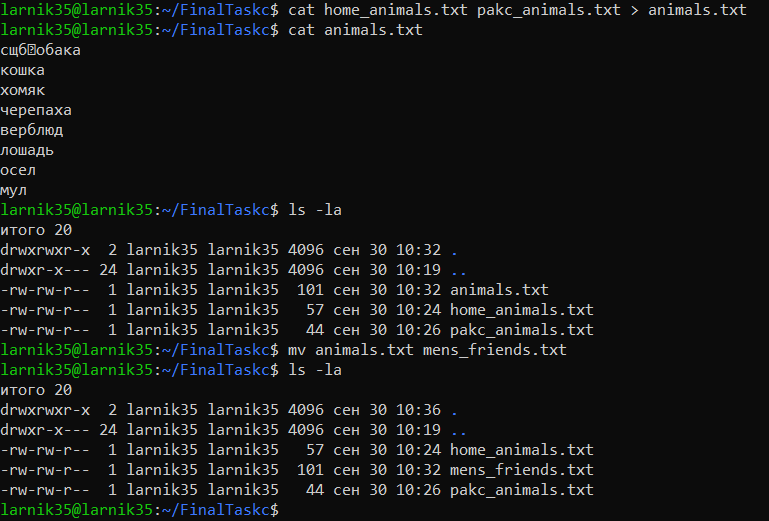 larnik35@larnik35:~/FinalTaskc$ cat home_animals.txt pakc_animals.txt > animals.txt
larnik35@larnik35:~/FinalTaskc$ cat animals.txt
сщб�обака
кошка
хомяк
черепаха
верблюд
лошадь
осел
мул
larnik35@larnik35:~/FinalTaskc$ ls -la
итого 20
drwxrwxr-x  2 larnik35 larnik35 4096 сен 30 10:32 .
drwxr-x--- 24 larnik35 larnik35 4096 сен 30 10:19 ..
-rw-rw-r--  1 larnik35 larnik35  101 сен 30 10:32 animals.txt
-rw-rw-r--  1 larnik35 larnik35   57 сен 30 10:24 home_animals.txt
-rw-rw-r--  1 larnik35 larnik35   44 сен 30 10:26 pakc_animals.txt
larnik35@larnik35:~/FinalTaskc$ mv animals.txt mens_friends.txt
larnik35@larnik35:~/FinalTaskc$ ls -la
итого 20
drwxrwxr-x  2 larnik35 larnik35 4096 сен 30 10:36 .
drwxr-x--- 24 larnik35 larnik35 4096 сен 30 10:19 ..
-rw-rw-r--  1 larnik35 larnik35   57 сен 30 10:24 home_animals.txt
-rw-rw-r--  1 larnik35 larnik35  101 сен 30 10:32 mens_friends.txt
-rw-rw-r--  1 larnik35 larnik35   44 сен 30 10:26 pakc_animals.txt
larnik35@larnik35:~/FinalTaskc$